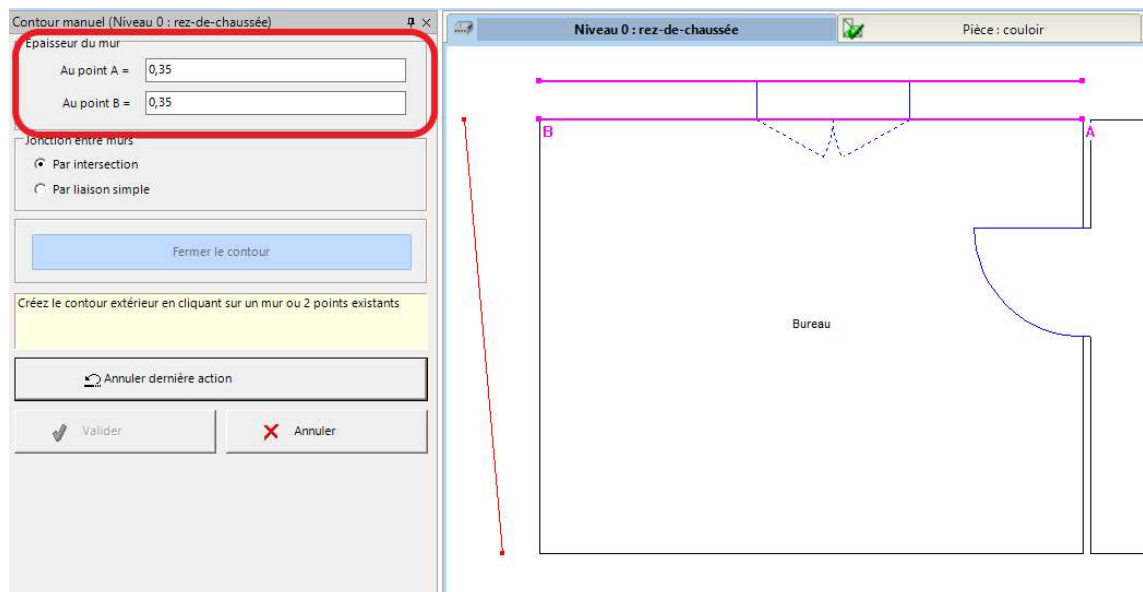 Contour manuel (Niveau 0 : rez-de-chaussée)
Epaisseur du mur
Au point A = 0,35
Au point B = 0,35
Jonction entre murs
Par intersection
Par liaison simple
Fermer le contour
Créez le contour extérieur en cliquant sur un mur ou 2 points existants
Annuler dernière action
Valider Annuler
Niveau 0 : rez-de-chaussée Pièce : couloir
B A
Bureau